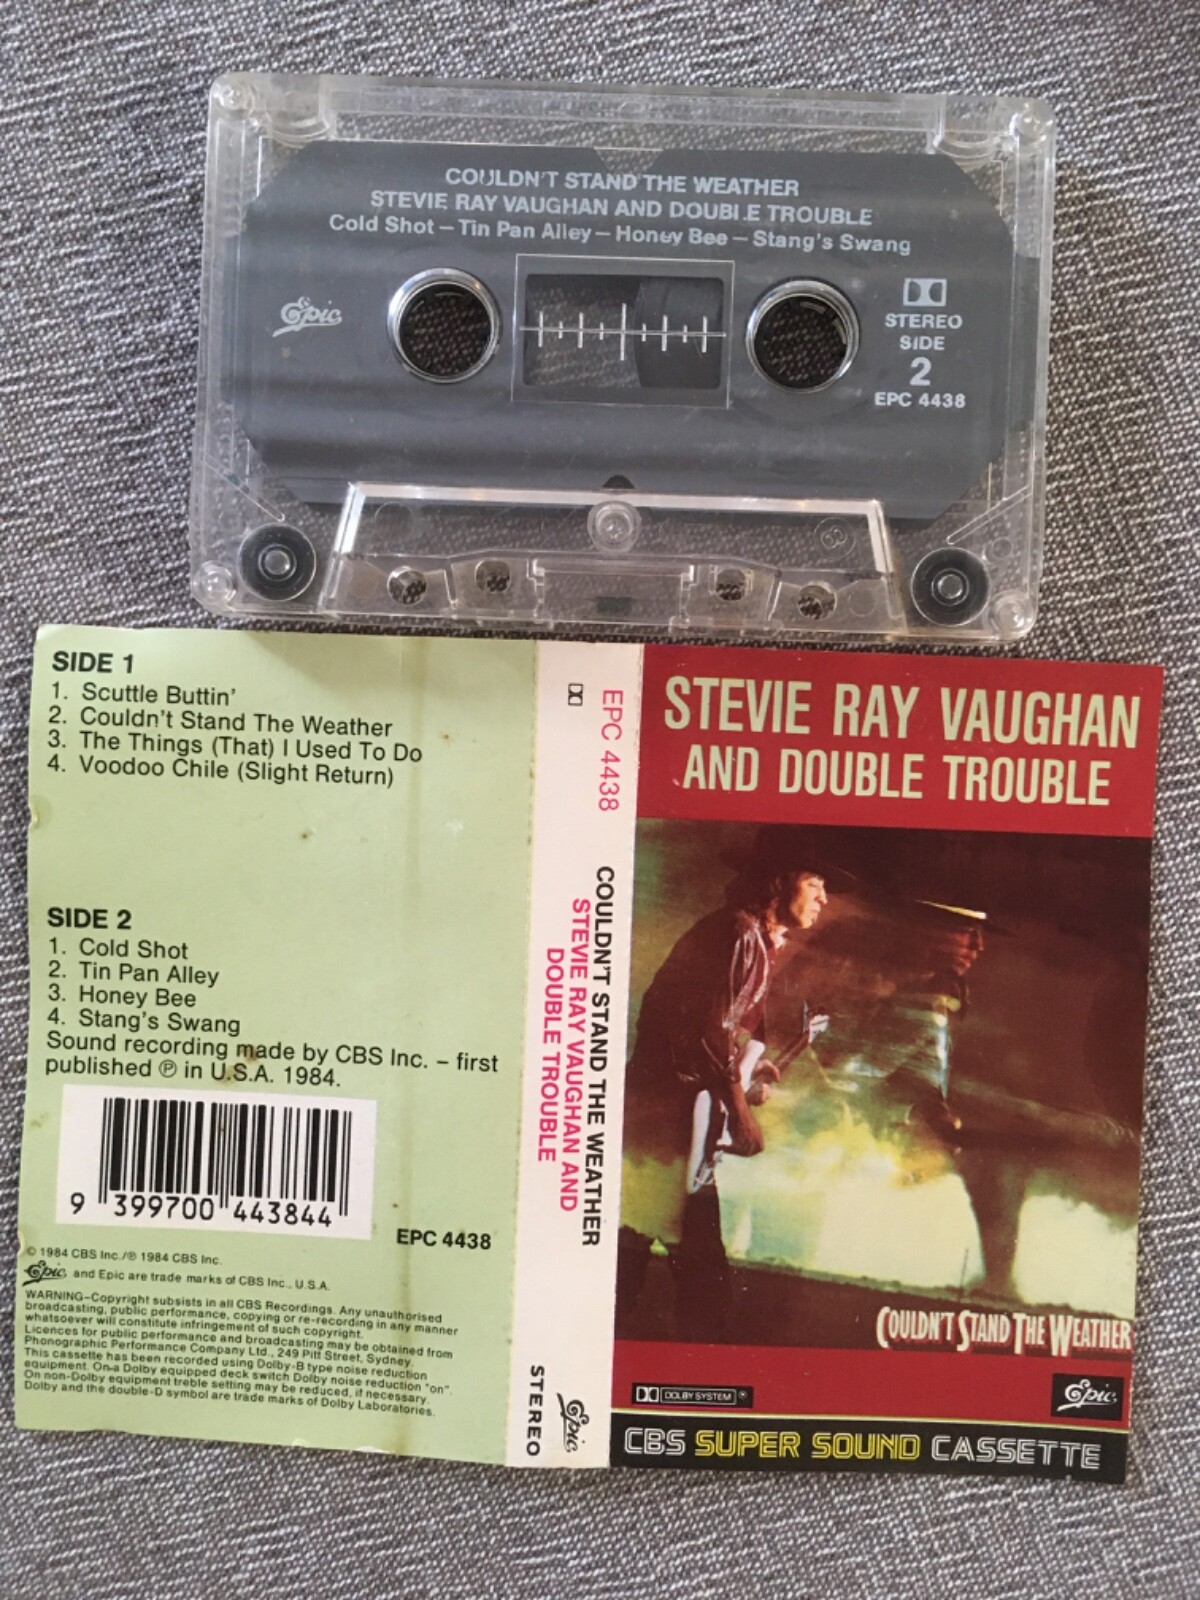 COULDN'T STAND THE WEATHER
STEVIE RAY VAUGHAN AND DOUBLE TROUBLE
Cold Shot – Tin Pan Alley – Honey Bee – Stang's Swang
Epic
STEREO
SIDE
2
EPC 4438
SIDE 1
1. Scuttle Buttin'
2. Couldn't Stand The Weather
3. The Things (That) I Used To Do
4. Voodoo Chile (Slight Return)
SIDE 2
1. Cold Shot
2. Tin Pan Alley
3. Honey Bee
4. Stang's Swang
Sound recording made by CBS Inc. – first
published ℗ in U.S.A. 1984.
9 399700 443844
EPC 4438
© 1984 CBS Inc./℗ 1984 CBS Inc.
Epic and Epic are trade marks of CBS Inc., U.S.A.
WARNING–Copyright subsists in all CBS Recordings. Any unauthorised
broadcasting, public performance, copying or re-recording in any manner
whatsoever will constitute infringement of such copyright.
Licences for public performance and broadcasting may be obtained from
Phonographic Performance Company Ltd., 249 Pitt Street, Sydney.
This cassette has been recorded using Dolby-B type noise reduction
equipment. On a Dolby equipped deck switch Dolby noise reduction "on".
On non-Dolby equipment treble setting may be reduced, if necessary.
Dolby and the double-D symbol are trade marks of Dolby Laboratories.
EPC 4438
COULDN'T STAND THE WEATHER
STEVIE RAY VAUGHAN AND
DOUBLE TROUBLE
STEREO
Epic
STEVIE RAY VAUGHAN
AND DOUBLE TROUBLE
COULDN'T STAND THE WEATHER
DOLBY SYSTEM ®
Epic
CBS SUPER SOUND CASSETTE